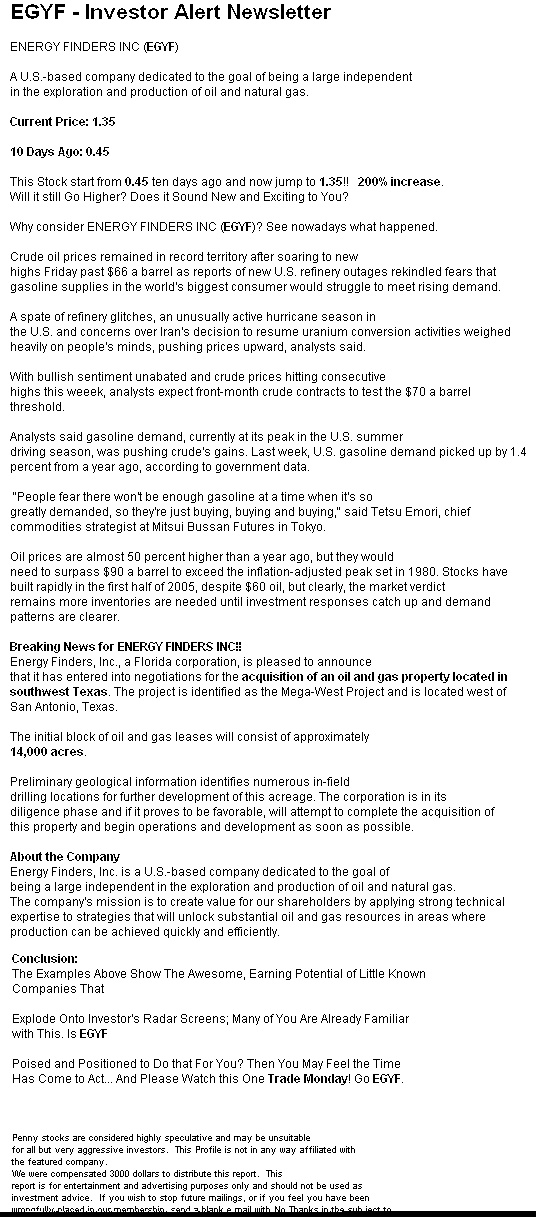 EGYF - Investor Alert Newsletter
ENERGY FINDERS INC (EGYF)
A U.S.-based company dedicated to the goal of being a large independent
in the exploration and production of oil and natural gas.
Current Price: 1.35
10 Days Ago: 0.45
This Stock start from 0.45 ten days ago and now jump to 1.35!! 200% increase.
Will it still Go Higher? Does it Sound New and Exciting to You?
Why consider ENERGY FINDERS INC (EGYF)? See nowadays what happened.
Crude oil prices remained in record territory after soaring to new
highs Friday past $66 a barrel as reports of new U.S. refinery outages rekindled fears that
gasoline supplies in the world's biggest consumer would struggle to meet rising demand.
A spate of refinery glitches, an unusually active hurricane season in
the U.S. and concerns over Iran's decision to resume uranium conversion activities weighed
heavily on people's minds, pushing prices upward, analysts said.
With bullish sentiment unabated and crude prices hitting consecutive
highs this weeek, analysts expect front-month crude contracts to test the $70 a barrel
threshold.
Analysts said gasoline demand, currently at its peak in the U.S. summer
driving season, was pushing crude's gains. Last week, U.S. gasoline demand picked up by 1.4
percent from a year ago, according to government data.
"People fear there won't be enough gasoline at a time when it's so
greatly demanded, so they're just buying, buying and buying," said Tetsu Emori, chief
commodities strategist at Mitsui Bussan Futures in Tokyo.
Oil prices are almost 50 percent higher than a year ago, but they would
need to surpass $90 a barrel to exceed the inflation-adjusted peak set in 1980. Stocks have
built rapidly in the first half of 2005, despite $60 oil, but clearly, the market verdict
remains more inventories are needed until investment responses catch up and demand
patterns are clearer.
Breaking News for ENERGY FINDERS INC!!
Energy Finders, Inc., a Florida corporation, is pleased to announce
that it has entered into negotiations for the acquisition of an oil and gas property located in
southwest Texas. The project is identified as the Mega-West Project and is located west of
San Antonio, Texas.
The initial block of oil and gas leases will consist of approximately
14,000 acres.
Preliminary geological information identifies numerous in-field
drilling locations for further development of this acreage. The corporation is in its
diligence phase and if it proves to be favorable, will attempt to complete the acquisition of
this property and begin operations and development as soon as possible.
About the Company
Energy Finders, Inc. is a U.S.-based company dedicated to the goal of
being a large independent in the exploration and production of oil and natural gas.
The company's mission is to create value for our shareholders by applying strong technical
expertise to strategies that will unlock substantial oil and gas resources in areas where
production can be achieved quickly and efficiently.
Conclusion:
The Examples Above Show The Awesome, Earning Potential of Little Known
Companies That
Explode Onto Investor's Radar Screens; Many of You Are Already Familiar
with This. Is EGYF
Poised and Positioned to Do that For You? Then You May Feel the Time
Has Come to Act... And Please Watch this One Trade Monday! Go EGYF.
Penny stocks are considered highly speculative and may be unsuitable
for all but very aggressive investors. This Profile is not in any way affiliated with
the featured company.
We were compensated 3000 dollars to distribute this report. This
report is for entertainment and advertising purposes only and should not be used as
investment advice. If you wish to stop future mailings, or if you feel you have been
wrongfully placed in our membership, send a blank e mail with No Thanks in the subject to